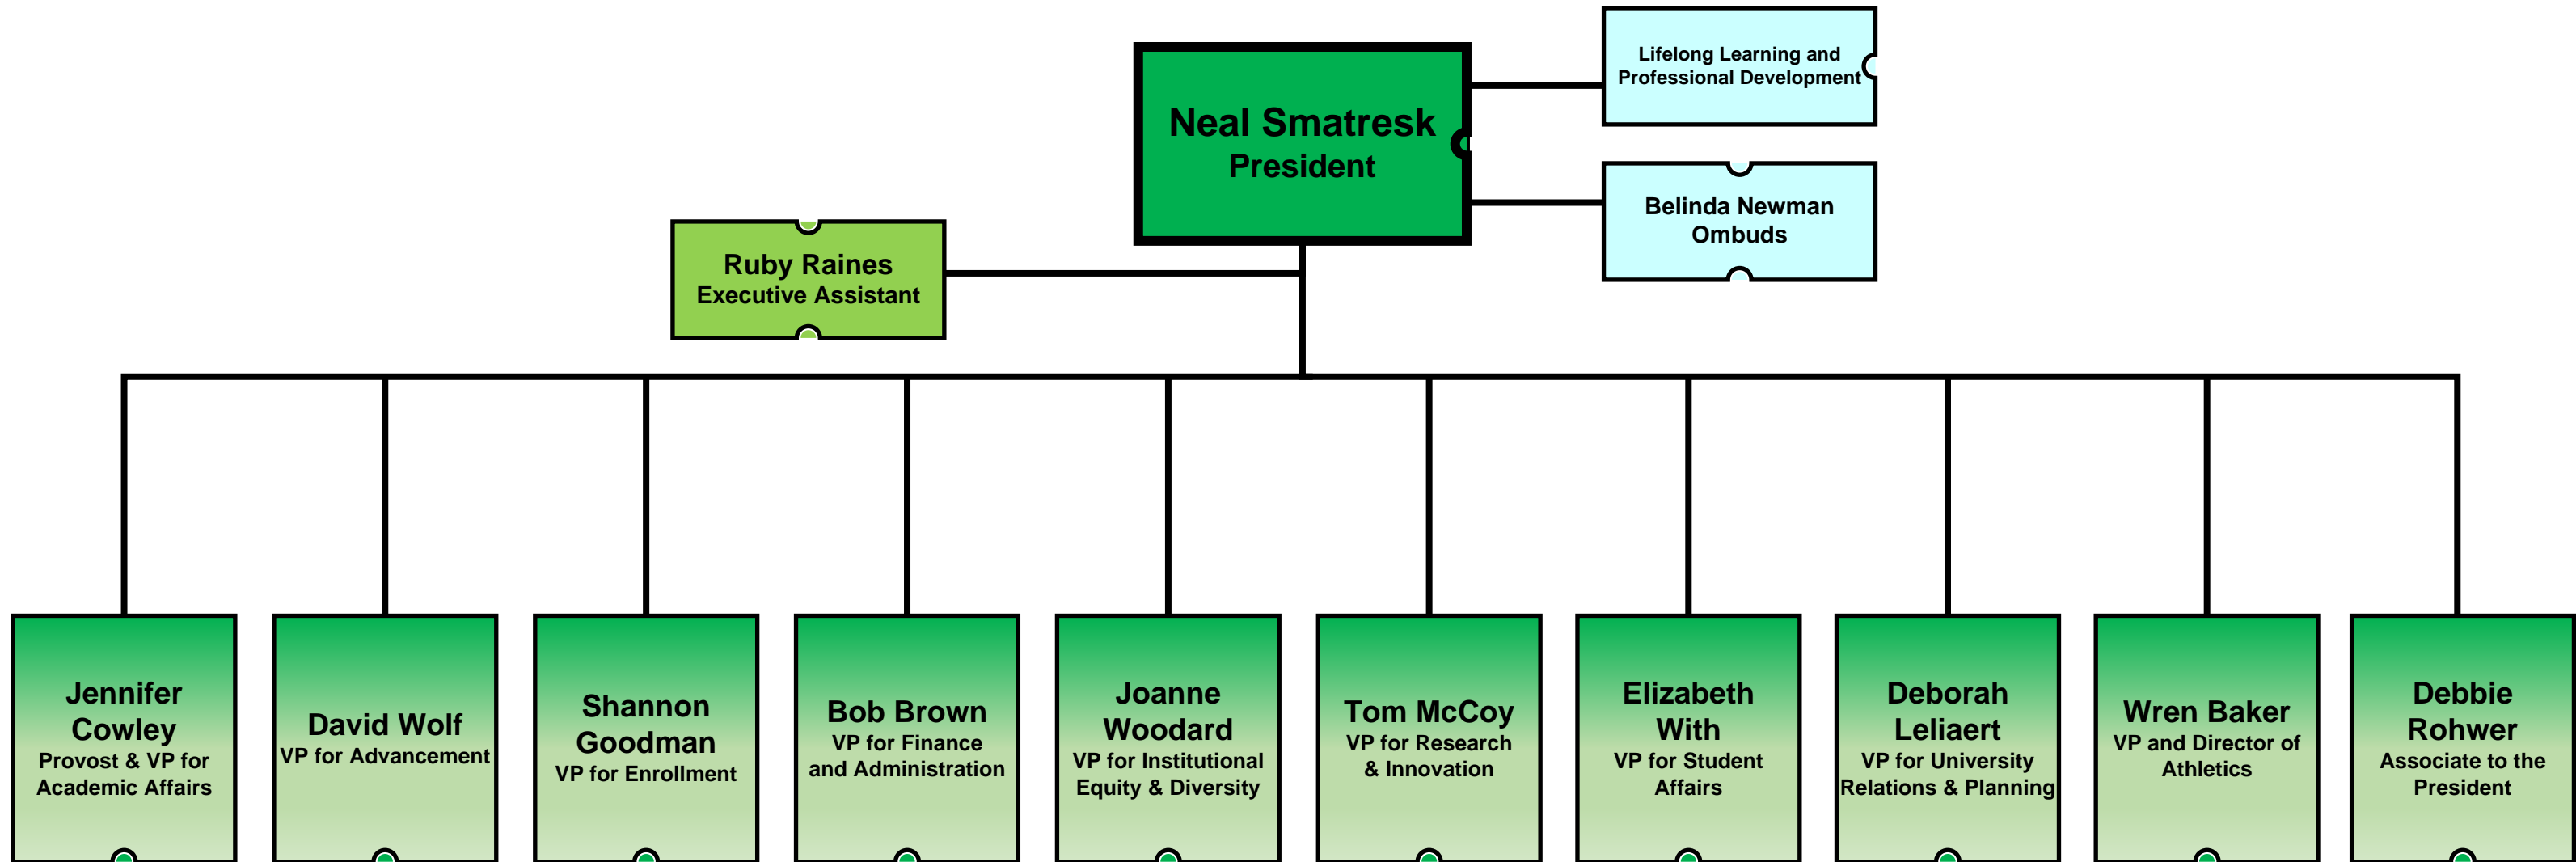 Lifelong Learning and
Professional Development
Neal Smatresk
President
Belinda Newman
Ombuds
Ruby Raines
Executive Assistant
Jennifer
Cowley
Provost & VP for
Academic Affairs
David Wolf
VP for Advancement
Shannon
Goodman
VP for Enrollment
Bob Brown
VP for Finance
and Administration
Joanne
Woodard
VP for Institutional
Equity & Diversity
Tom McCoy
VP for Research
& Innovation
Elizabeth
With
VP for Student
Affairs
Deborah
Leliaert
VP for University
Relations & Planning
Wren Baker
VP and Director of
Athletics
Debbie
Rohwer
Associate to the
President